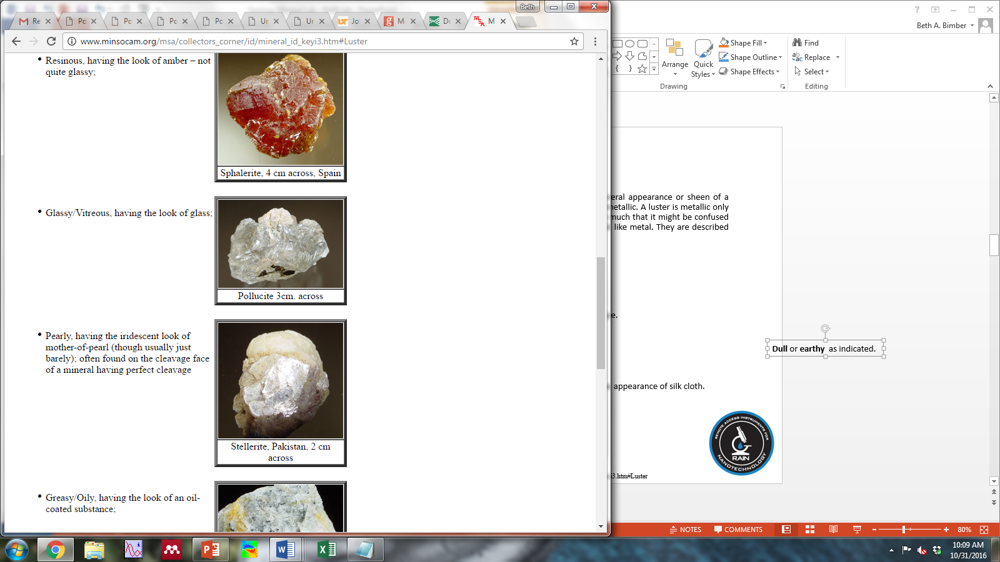 Beth
Re
Po
Po
Po
Po
Ur
Ur
Jo
M
Do
M
www.minsocam.org/msa/collectors_corner/id/mineral_id_keyi3.htm#Luster
Resinous, having the look of amber – not
quite glassy;
Sphalerite, 4 cm across, Spain
Glassy/Vitreous, having the look of glass;
Pollucite 3cm. across
Pearly, having the iridescent look of
mother-of-pearl (though usually just
barely); often found on the cleavage face
of a mineral having perfect cleavage
Stellerite, Pakistan, 2 cm
across
Greasy/Oily, having the look of an oil-
coated substance;
Beth A. Bimber
Arrange
Quick
Styles
Shape Fill
Shape Outline
Shape Effects
Drawing
Find
Replace
Select
Editing
eral appearance or sheen of a
netallic. A luster is metallic only
much that it might be confused
like metal. They are described
e.
Dull or earthy as indicated.
appearance of silk cloth.
REMOTE ACCESS INSTRUMENTS FOR
RAIN
NANOTECHNOLOGY
i3.htm#Luster
NOTES
COMMENTS
80%
10:09 AM
10/31/2016